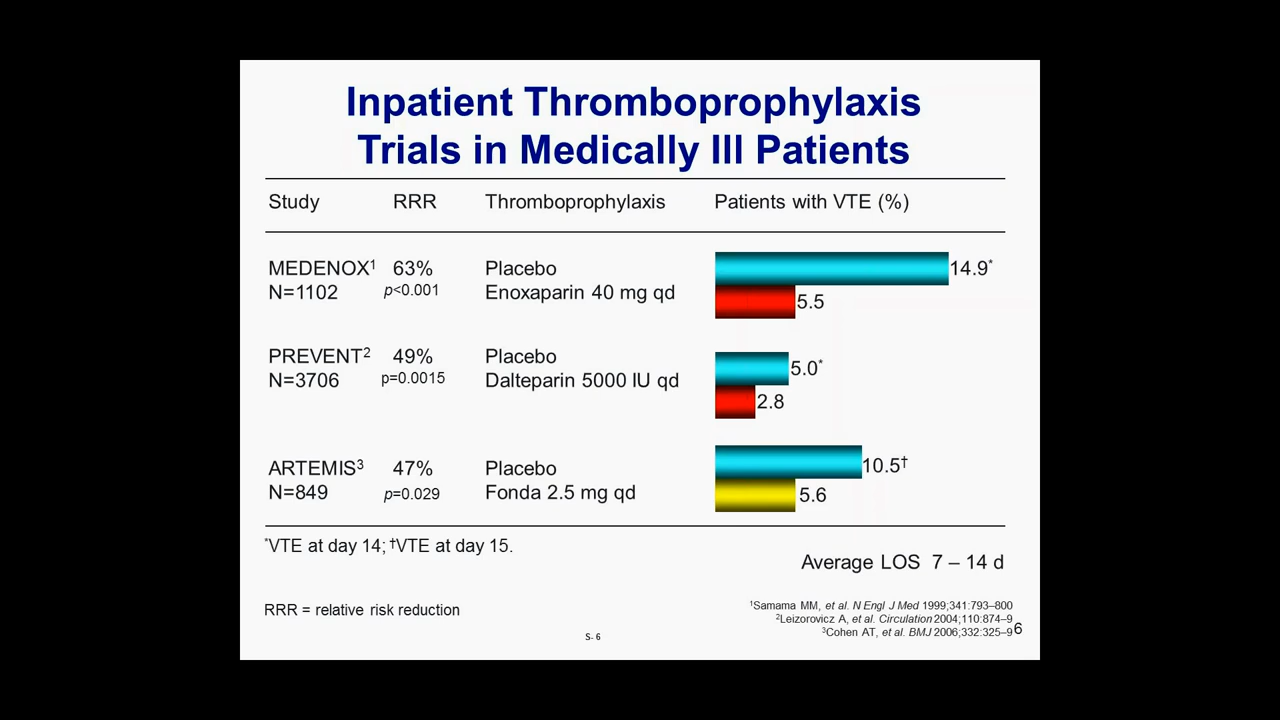 Inpatient Thromboprophylaxis
Trials in Medically Ill Patients
Study RRR Thromboprophylaxis Patients with VTE (%)
MEDENOX¹ 63% Placebo 14.9*
N=1102 p<0.001 Enoxaparin 40 mg qd 5.5
PREVENT² 49% Placebo 5.0*
N=3706 p=0.0015 Dalteparin 5000 IU qd 2.8
ARTEMIS³ 47% Placebo 10.5†
N=849 p=0.029 Fonda 2.5 mg qd 5.6
*VTE at day 14; †VTE at day 15.
Average LOS 7 – 14 d
RRR = relative risk reduction
¹Samama MM, et al. N Engl J Med 1999;341:793–800
²Leizorovicz A, et al. Circulation 2004;110:874–9
³Cohen AT, et al. BMJ 2006;332:325–9
6
S- 6